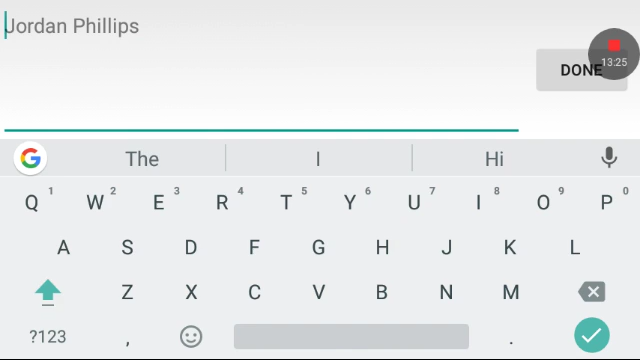 Jordan Phillips
13:25
DONE
G The I Hi
Q 1 W 2 E 3 R 4 T 5 Y 6 U 7 I 8 O 9 P 0
A S D F G H J K L
Z X C V B N M
?123 , .